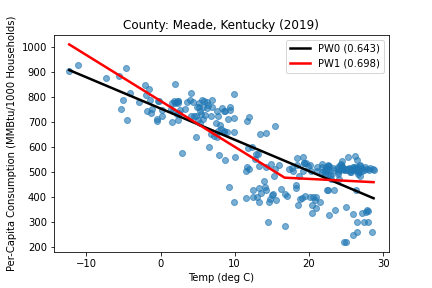 County: Meade, Kentucky (2019)
Per-Capita Consumption (MMBtu/1000 Households)
1000
900
800
700
600
500
400
300
200
PW0 (0.643)
PW1 (0.698)
−10 0 10 20 30
Temp (deg C)